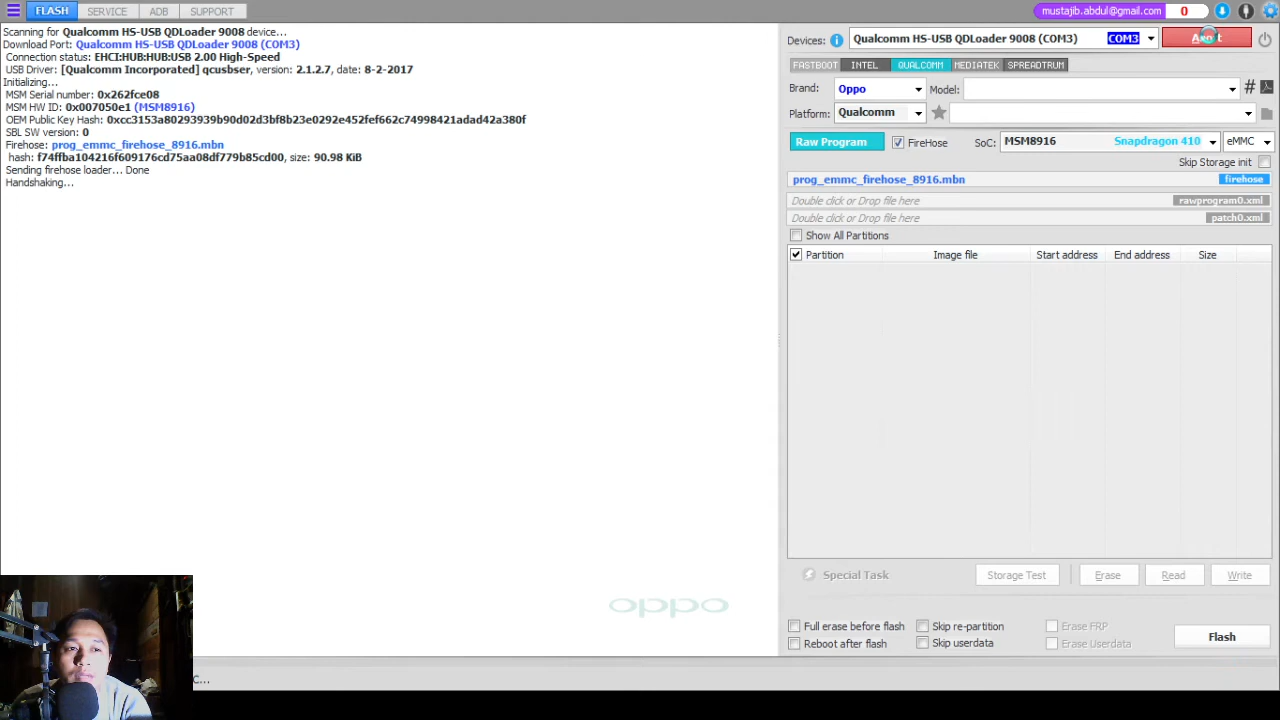 FLASH SERVICE ADB SUPPORT mustajib.abdul@gmail.com 0
Scanning for Qualcomm HS-USB QDLoader 9008 device...
Download Port: Qualcomm HS-USB QDLoader 9008 (COM3)
Connection status: EHCI:HUB:HUB:USB 2.00 High-Speed
USB Driver: [Qualcomm Incorporated] qcusbser, version: 2.1.2.7, date: 8-2-2017
Initializing...
MSM Serial number: 0x262fce08
MSM HW ID: 0x007050e1 (MSM8916)
OEM Public Key Hash: 0xcc3153a80293939b90d02d3bf8b23e0292e452fef662c74998421adad42a380f
SBL SW version: 0
Firehose: prog_emmc_firehose_8916.mbn
hash: f74ffba104216f609176cd75aa08df779b85cd00, size: 90.98 KiB
Sending firehose loader... Done
Handshaking...
oppo
c...
Devices: Qualcomm HS-USB QDLoader 9008 (COM3) COM3
FASTBOOT INTEL QUALCOMM MEDIATEK SPREADTRUM
Brand: Oppo Model: #
Platform: Qualcomm
Raw Program FireHose SoC: MSM8916 Snapdragon 410 eMMC
Skip Storage init
prog_emmc_firehose_8916.mbn firehose
Double click or Drop file here rawprogram0.xml
Double click or Drop file here patch0.xml
Show All Partitions
Partition Image file Start address End address Size
Special Task Storage Test Erase Read Write
Full erase before flash Skip re-partition Erase FRP
Reboot after flash Skip userdata Erase Userdata
Flash